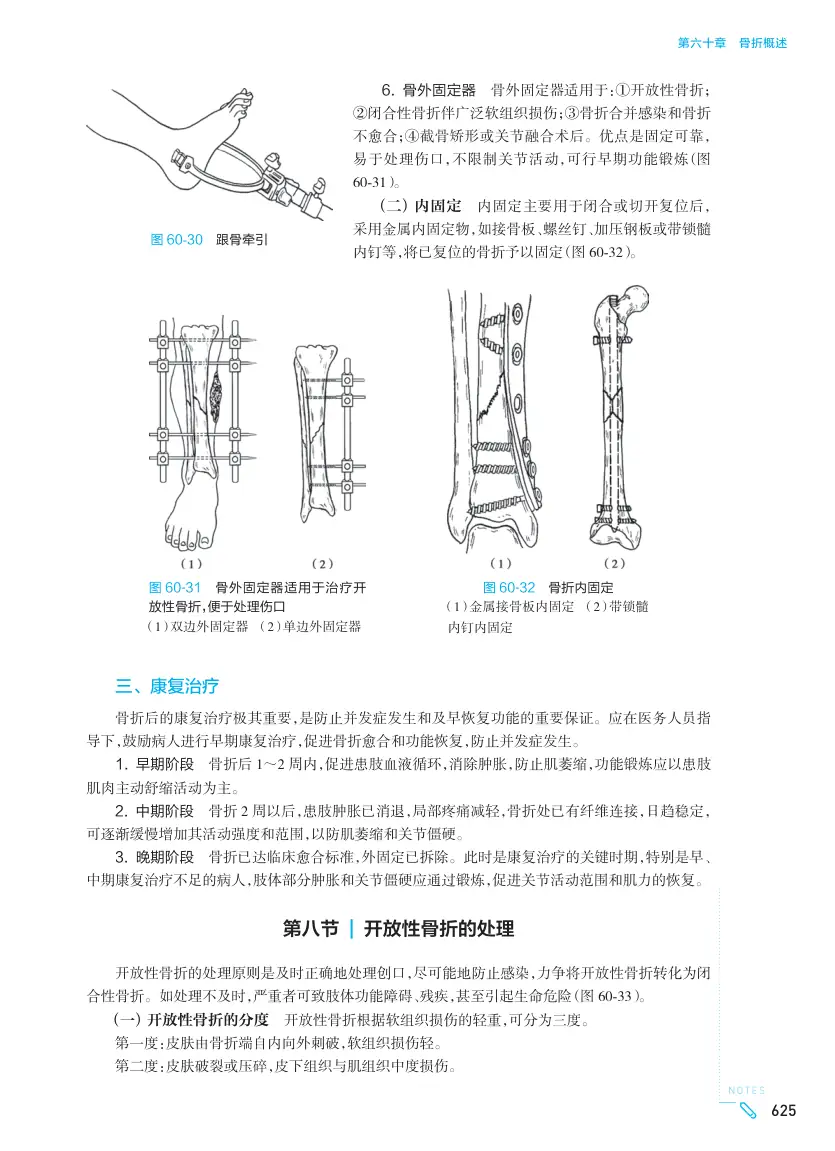 第六十章　骨折概述
6. 骨外固定器　骨外固定器适用于:①开放性骨折;
②闭合性骨折伴广泛软组织损伤;③骨折合并感染和骨折
不愈合;④截骨矫形或关节融合术后。优点是固定可靠,
易于处理伤口,不限制关节活动,可行早期功能锻炼(图
60-31)。
(二) 内固定　内固定主要用于闭合或切开复位后,
采用金属内固定物,如接骨板、螺丝钉、加压钢板或带锁髓
内钉等,将已复位的骨折予以固定(图 60-32)。
图 60-30　跟骨牵引
(1)
(2)
图 60-31　骨外固定器适用于治疗开
放性骨折,便于处理伤口
(1)双边外固定器　(2)单边外固定器
(1)
(2)
图 60-32　骨折内固定
(1)金属接骨板内固定　(2)带锁髓
内钉内固定
三、康复治疗
骨折后的康复治疗极其重要,是防止并发症发生和及早恢复功能的重要保证。应在医务人员指
导下,鼓励病人进行早期康复治疗,促进骨折愈合和功能恢复,防止并发症发生。
1. 早期阶段　骨折后 1～2 周内,促进患肢血液循环,消除肿胀,防止肌萎缩,功能锻炼应以患肢
肌肉主动舒缩活动为主。
2. 中期阶段　骨折 2 周以后,患肢肿胀已消退,局部疼痛减轻,骨折处已有纤维连接,日趋稳定,
可逐渐缓慢增加其活动强度和范围,以防肌萎缩和关节僵硬。
3. 晚期阶段　骨折已达临床愈合标准,外固定已拆除。此时是康复治疗的关键时期,特别是早、
中期康复治疗不足的病人,肢体部分肿胀和关节僵硬应通过锻炼,促进关节活动范围和肌力的恢复。
第八节 | 开放性骨折的处理
开放性骨折的处理原则是及时正确地处理创口,尽可能地防止感染,力争将开放性骨折转化为闭
合性骨折。如处理不及时,严重者可致肢体功能障碍、残疾,甚至引起生命危险(图 60-33)。
(一) 开放性骨折的分度　开放性骨折根据软组织损伤的轻重,可分为三度。
第一度:皮肤由骨折端自内向外刺破,软组织损伤轻。
第二度:皮肤破裂或压碎,皮下组织与肌组织中度损伤。
NOTES
625